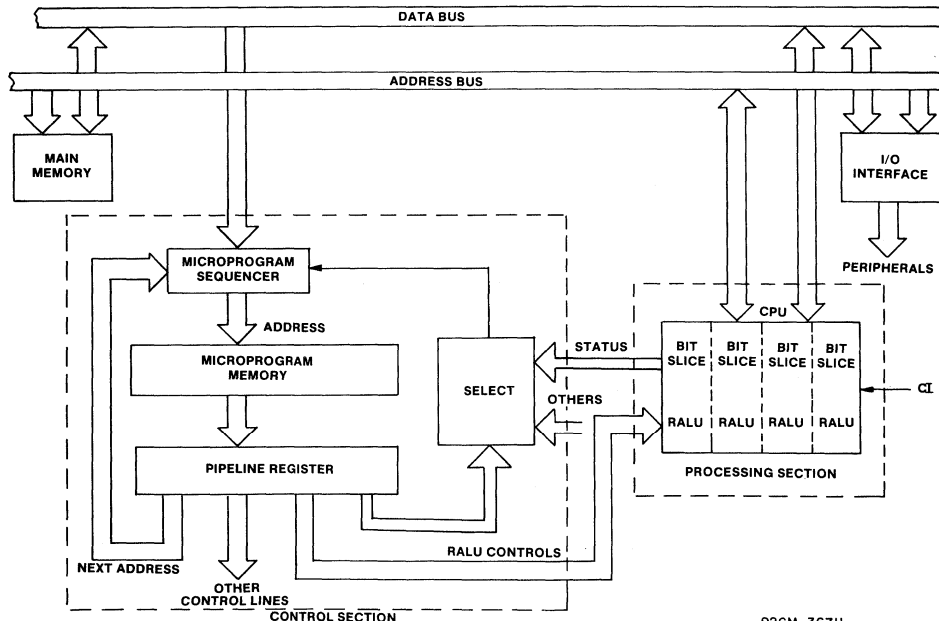 DATA BUS
ADDRESS BUS
MAIN
MEMORY
I/O
INTERFACE
PERIPHERALS
MICROPROGRAM
SEQUENCER
ADDRESS
MICROPROGRAM
MEMORY
PIPELINE REGISTER
NEXT ADDRESS
OTHER
CONTROL LINES
CONTROL SECTION
SELECT
STATUS
OTHERS
RALU CONTROLS
CPU
BIT SLICE
BIT SLICE
BIT SLICE
BIT SLICE
RALU RALU RALU RALU
CI
PROCESSING SECTION